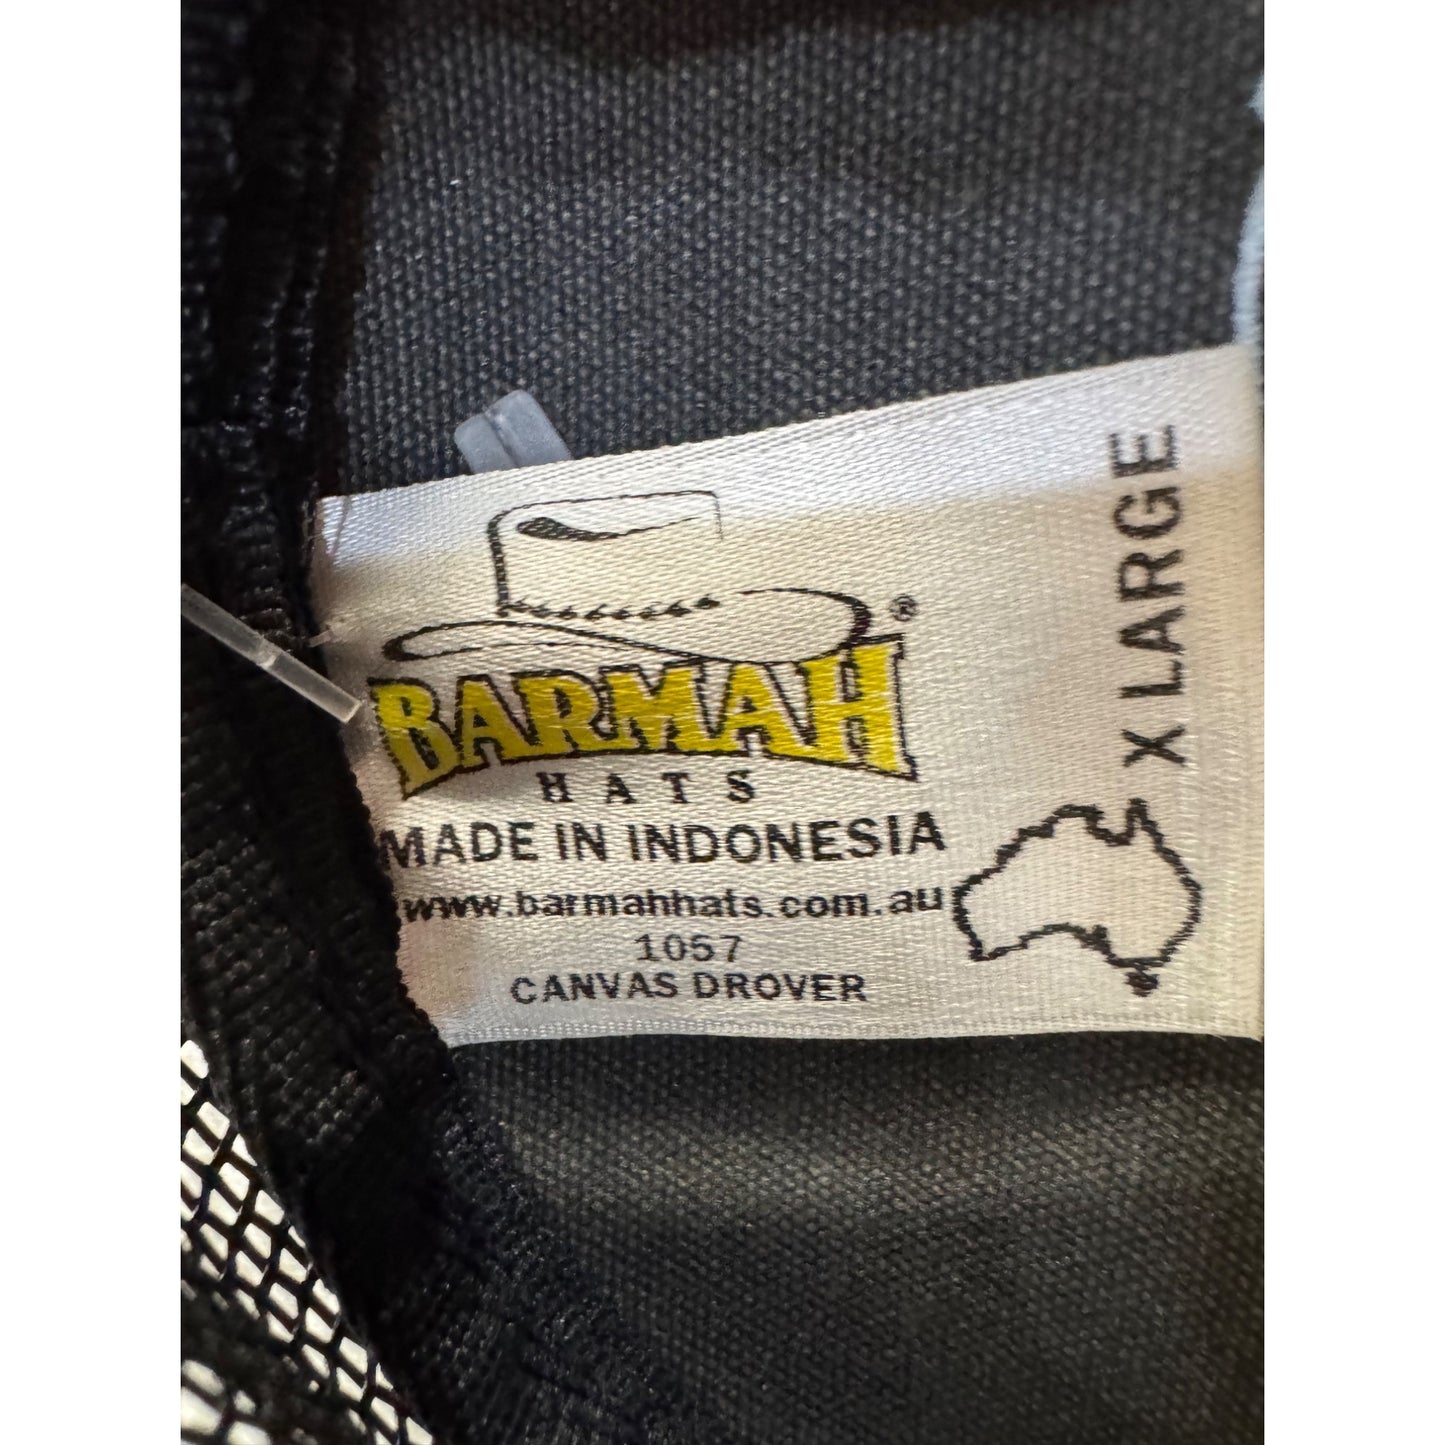 ®
BARMAH
HATS
MADE IN INDONESIA
www.barmahhats.com.au
1057
CANVAS DROVER
X LARGE